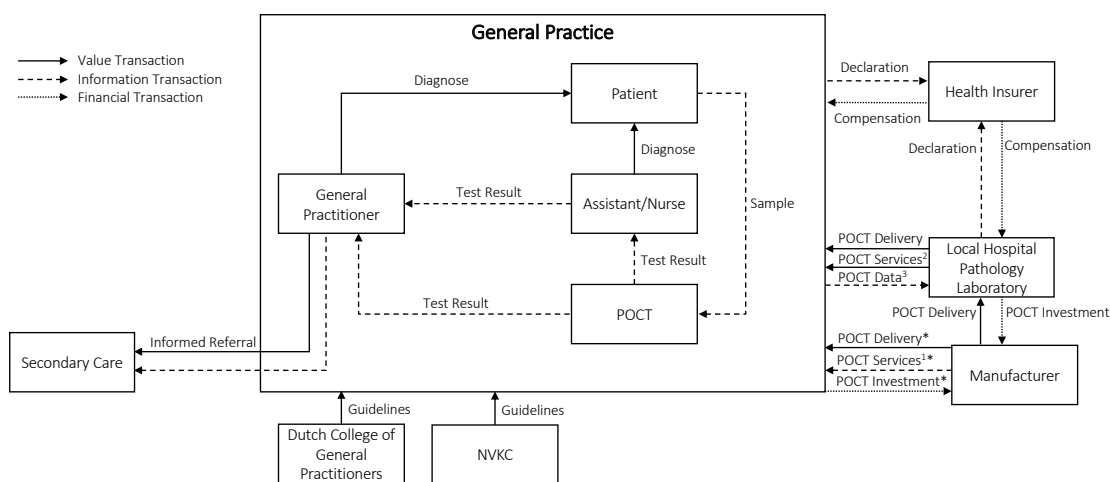 General Practice
Value Transaction
Information Transaction
Financial Transaction
Diagnose
Patient
Declaration
Health Insurer
Compensation
Diagnose
Declaration
Compensation
General
Practitioner
Test Result
Assistant/Nurse
Sample
POCT Delivery
POCT Services²
POCT Data³
Local Hospital
Pathology
Laboratory
Test Result
Test Result
POCT
POCT Delivery
POCT Investment
Informed Referral
Secondary Care
POCT Delivery*
POCT Services¹*
POCT Investment*
Manufacturer
Guidelines
Guidelines
Dutch College of
General
Practitioners
NVKC